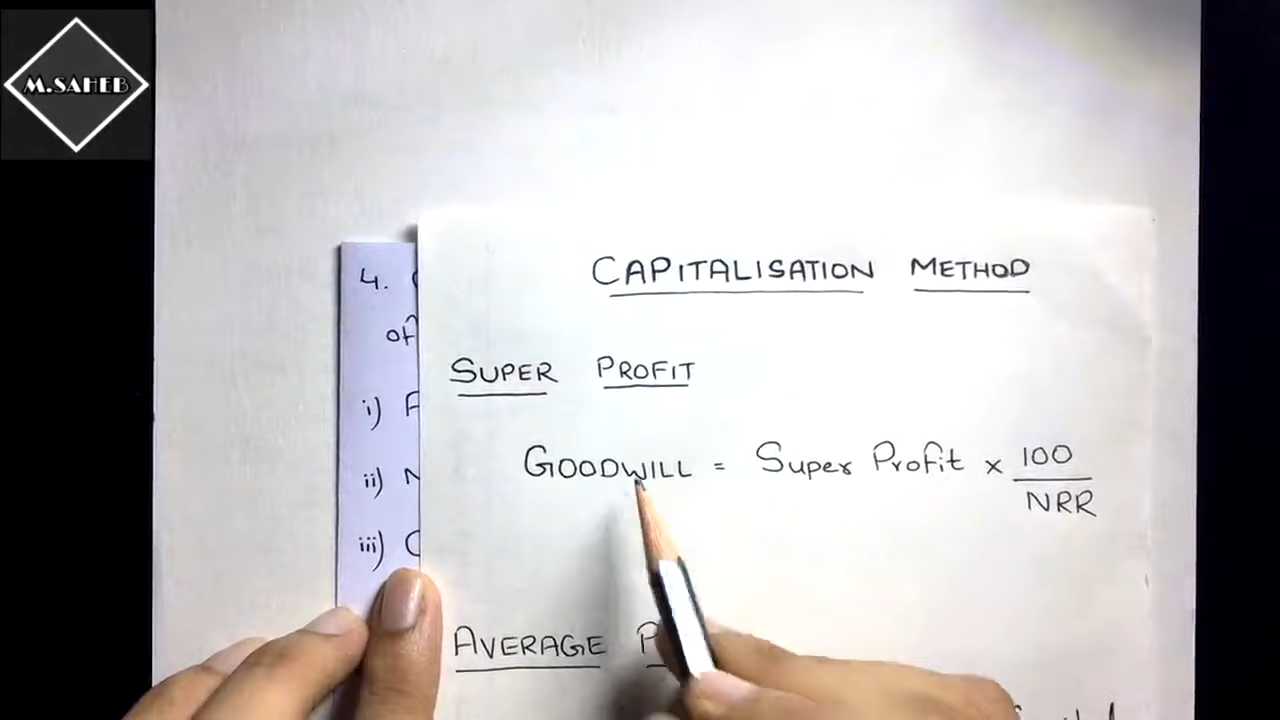 M.SAHEB
CAPITALISATION METHOD
4.
of
SUPER PROFIT
i)
GOODWILL = Super Profit × 100
NRR
ii)
iii)
AVERAGE